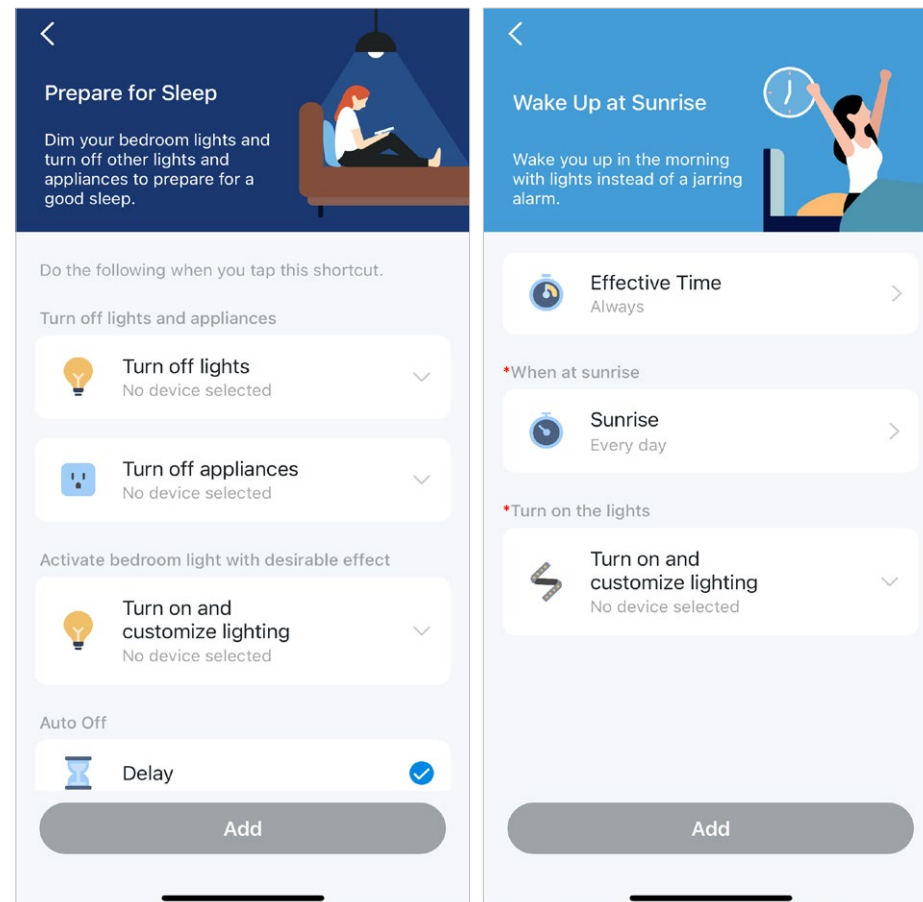 Prepare for Sleep
Dim your bedroom lights and
turn off other lights and
appliances to prepare for a
good sleep.
Do the following when you tap this shortcut.
Turn off lights and appliances
Turn off lights
No device selected
Turn off appliances
No device selected
Activate bedroom light with desirable effect
Turn on and
customize lighting
No device selected
Auto Off
Delay
Add
Wake Up at Sunrise
Wake you up in the morning
with lights instead of a jarring
alarm.
Effective Time
Always
*When at sunrise
Sunrise
Every day
*Turn on the lights
Turn on and
customize lighting
No device selected
Add